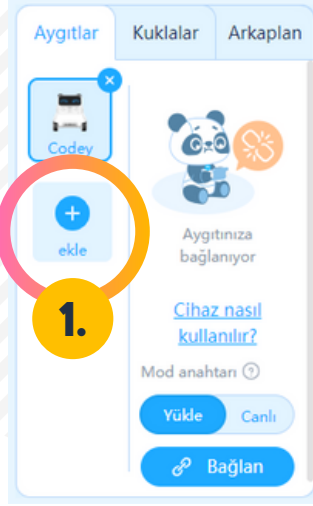 Aygıtlar Kuklalar Arkaplan
Codey
ekle
1.
Aygıtınıza
bağlanıyor
Cihaz nasıl
kullanılır?
Mod anahtarı ?
Yükle Canlı
Bağlan